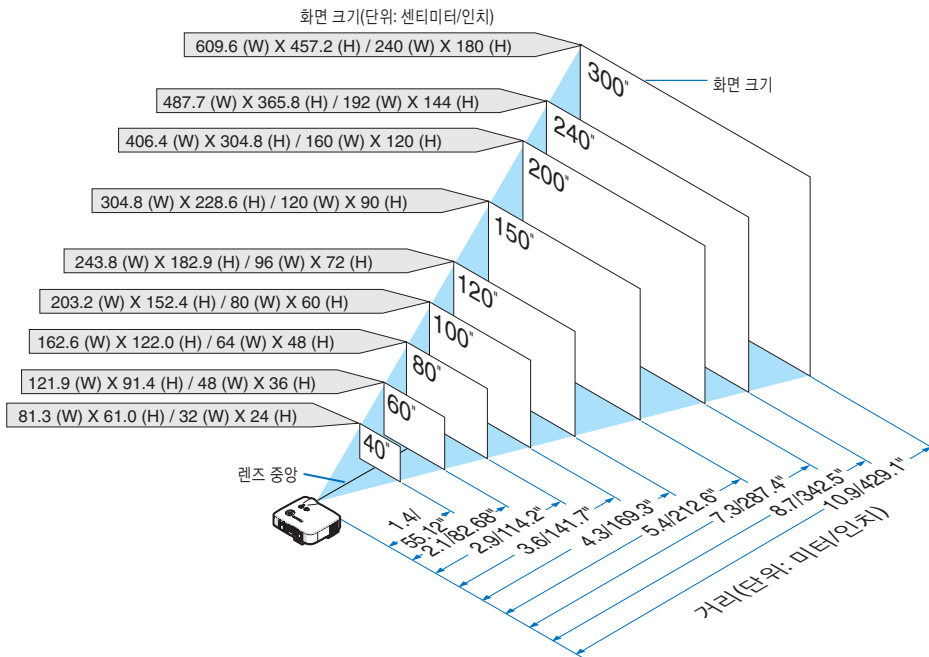 화면 크기(단위: 센티미터/인치)
609.6 (W) X 457.2 (H) / 240 (W) X 180 (H)
300"
화면 크기
487.7 (W) X 365.8 (H) / 192 (W) X 144 (H)
240"
406.4 (W) X 304.8 (H) / 160 (W) X 120 (H)
200"
304.8 (W) X 228.6 (H) / 120 (W) X 90 (H)
150"
243.8 (W) X 182.9 (H) / 96 (W) X 72 (H)
120"
203.2 (W) X 152.4 (H) / 80 (W) X 60 (H)
100"
162.6 (W) X 122.0 (H) / 64 (W) X 48 (H)
80"
121.9 (W) X 91.4 (H) / 48 (W) X 36 (H)
60"
81.3 (W) X 61.0 (H) / 32 (W) X 24 (H)
40"
렌즈 중앙
1.4/
55.12"
2.1/82.68"
2.9/114.2"
3.6/141.7"
4.3/169.3"
5.4/212.6"
7.3/287.4"
8.7/342.5"
10.9/429.1"
거리(단위: 미터/인치)